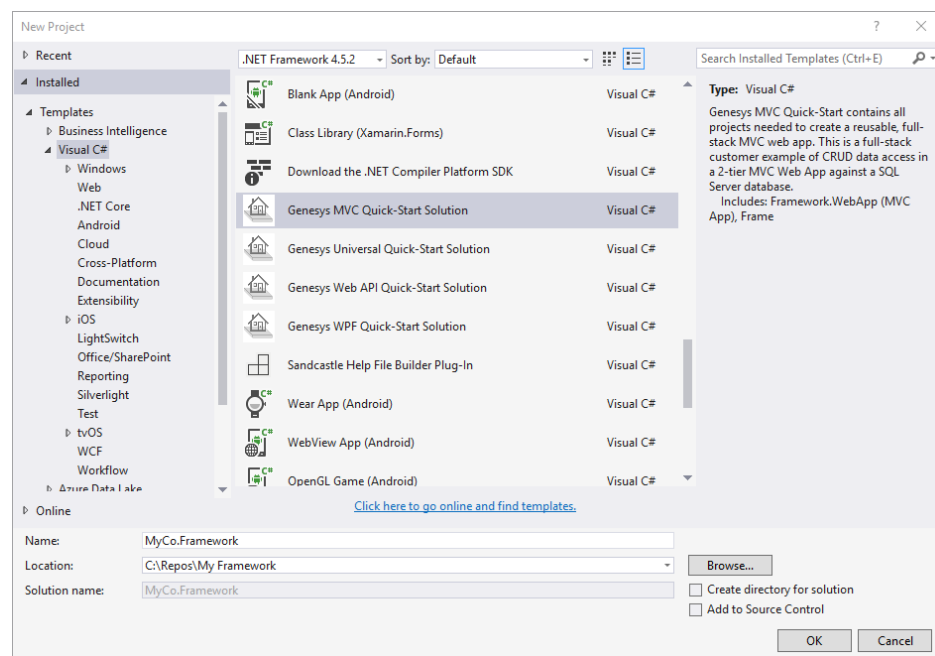 New Project
?
Recent
.NET Framework 4.5.2
Sort by:
Default
Search Installed Templates (Ctrl+E)
Installed
Templates
Business Intelligence
Visual C#
Windows
Web
.NET Core
Android
Cloud
Cross-Platform
Documentation
Extensibility
iOS
LightSwitch
Office/SharePoint
Reporting
Silverlight
Test
tvOS
WCF
Workflow
Azure Data Lake
Online
Blank App (Android) Visual C#
Class Library (Xamarin.Forms) Visual C#
Download the .NET Compiler Platform SDK Visual C#
Genesys MVC Quick-Start Solution Visual C#
Genesys Universal Quick-Start Solution Visual C#
Genesys Web API Quick-Start Solution Visual C#
Genesys WPF Quick-Start Solution Visual C#
Sandcastle Help File Builder Plug-In Visual C#
Wear App (Android) Visual C#
WebView App (Android) Visual C#
OpenGL Game (Android) Visual C#
Click here to go online and find templates.
Type: Visual C#
Genesys MVC Quick-Start contains all
projects needed to create a reusable, full-
stack MVC web app. This is a full-stack
customer example of CRUD data access in
a 2-tier MVC Web App against a SQL
Server database.
Includes: Framework.WebApp (MVC
App), Frame
Name: MyCo.Framework
Location: C:\Repos\My Framework
Browse...
Solution name: MyCo.Framework
Create directory for solution
Add to Source Control
OK
Cancel